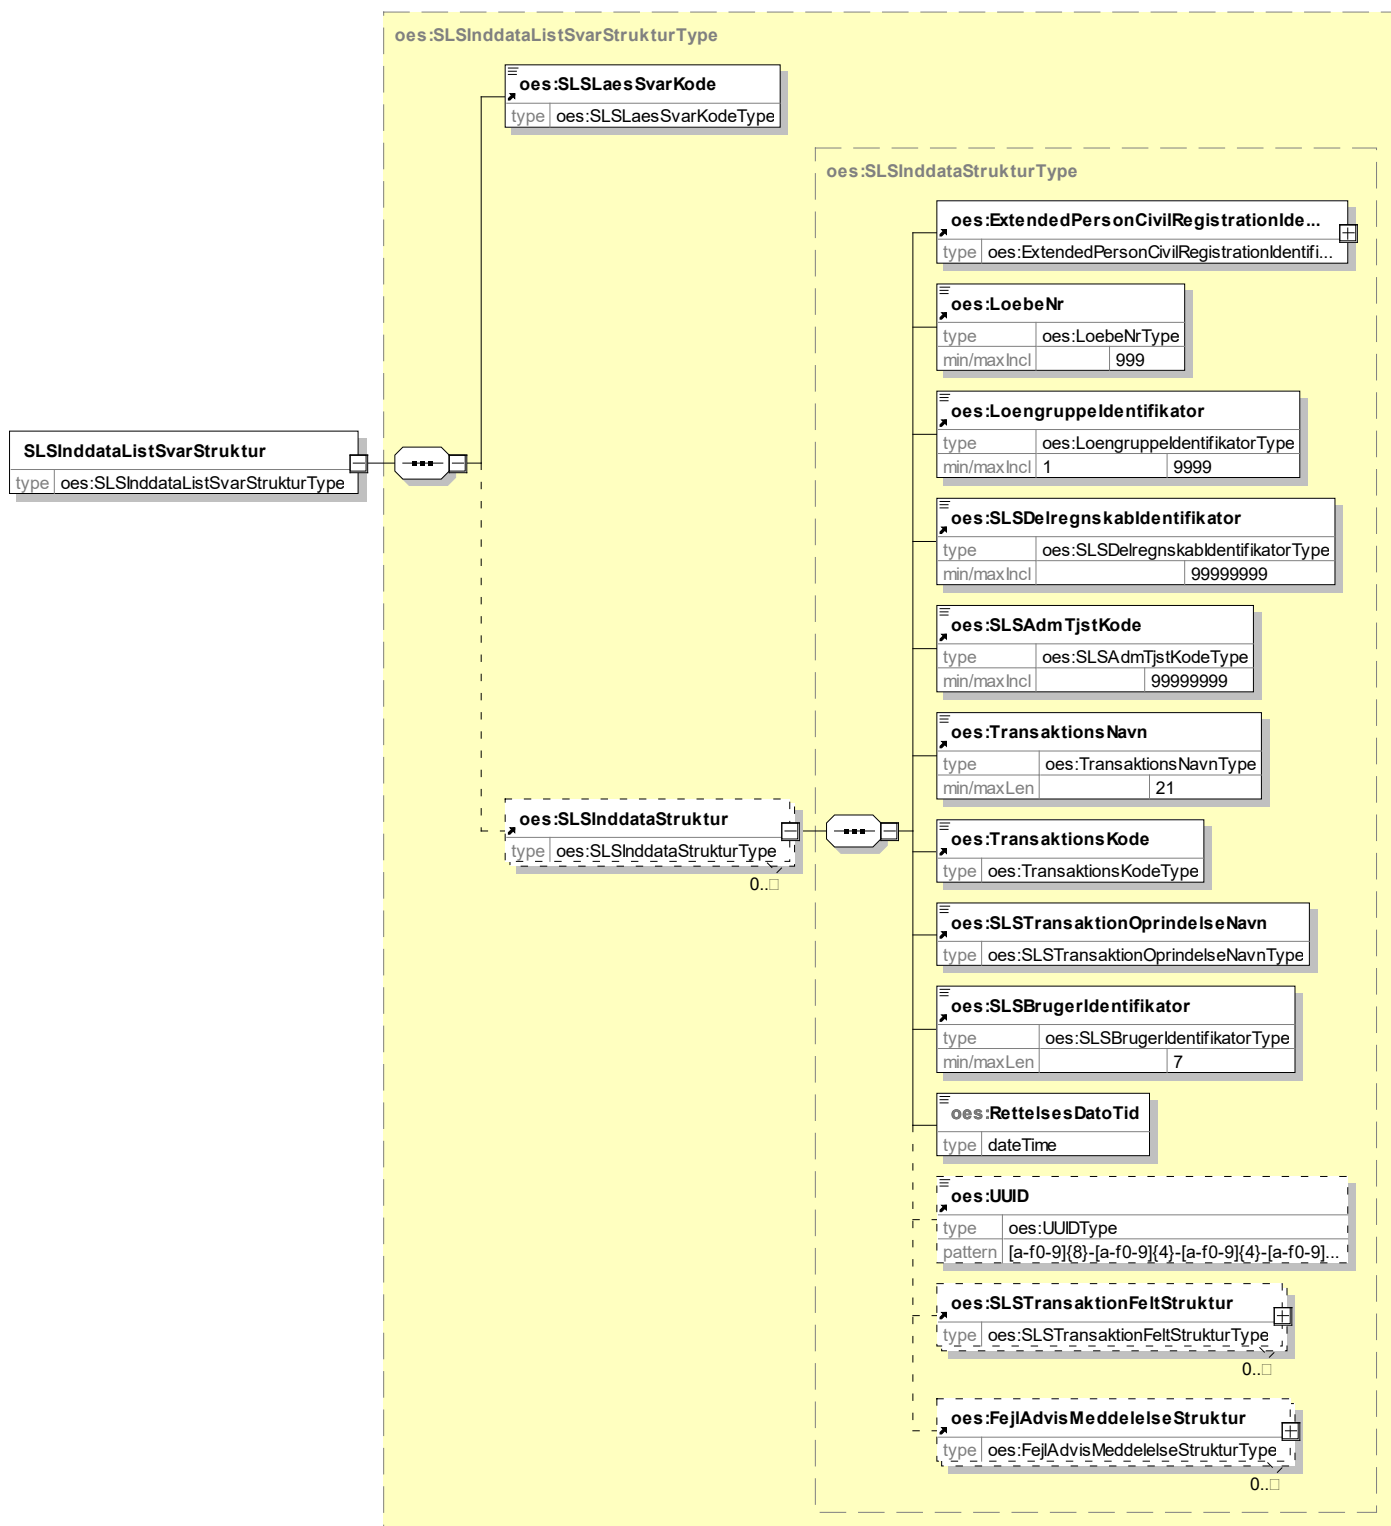 oes:SLSInddataListSvarStrukturType
oes:SLSLaesSvarKode
type oes:SLSLaesSvarKodeType
oes:SLSInddataStrukturType
oes:ExtendedPersonCivilRegistrationIde...
type oes:ExtendedPersonCivilRegistrationIdentifi...
oes:LoebeNr
type oes:LoebeNrType
min/maxIncl 999
oes:LoengruppeIdentifikator
type oes:LoengruppeIdentifikatorType
min/maxIncl 1 9999
SLSInddataListSvarStruktur
type oes:SLSInddataListSvarStrukturType
oes:SLSDelregnskabIdentifikator
type oes:SLSDelregnskabIdentifikatorType
min/maxIncl 99999999
oes:SLSAdmTjstKode
type oes:SLSAdmTjstKodeType
min/maxIncl 99999999
oes:TransaktionsNavn
type oes:TransaktionsNavnType
min/maxLen 21
oes:SLSInddataStruktur
type oes:SLSInddataStrukturType
0..
oes:TransaktionsKode
type oes:TransaktionsKodeType
oes:SLSTransaktionOprindelseNavn
type oes:SLSTransaktionOprindelseNavnType
oes:SLSBrugerIdentifikator
type oes:SLSBrugerIdentifikatorType
min/maxLen 7
oes:RettelsesDatoTid
type dateTime
oes:UUID
type oes:UUIDType
pattern [a-f0-9]{8}-[a-f0-9]{4}-[a-f0-9]{4}-[a-f0-9]...
oes:SLSTransaktionFeltStruktur
type oes:SLSTransaktionFeltStrukturType
0..
oes:FejlAdvisMeddelelseStruktur
type oes:FejlAdvisMeddelelseStrukturType
0..